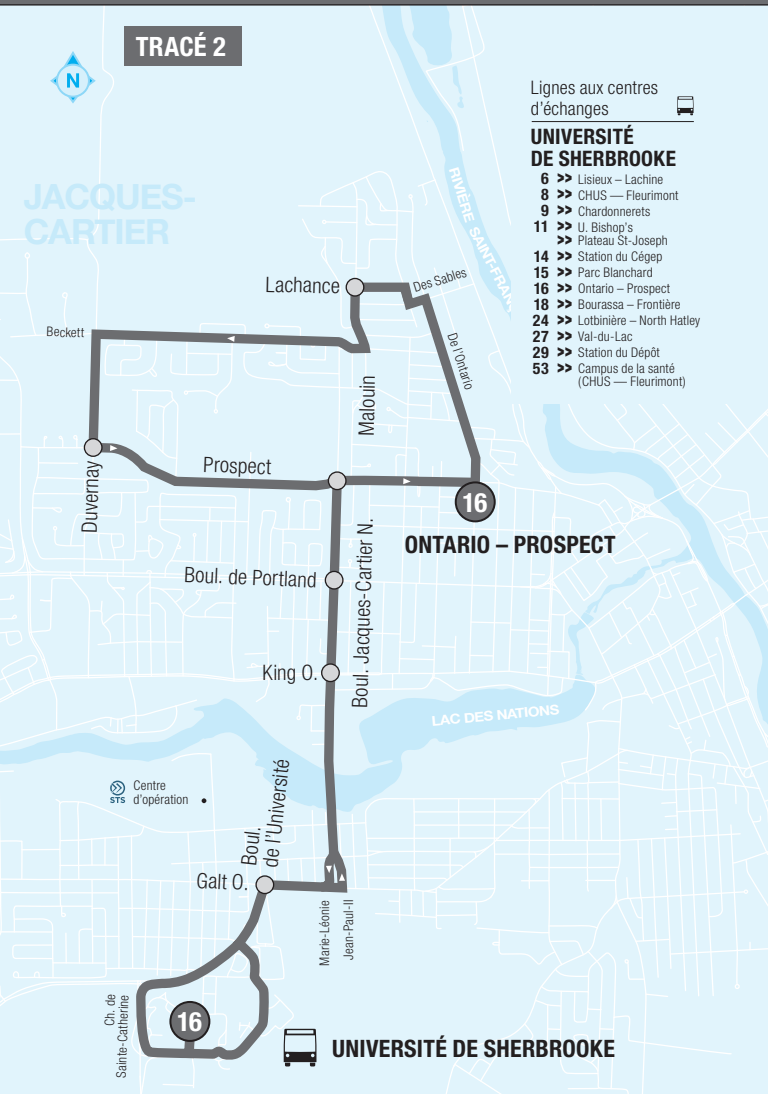 TRACÉ 2
N
Lignes aux centres
d'échanges
UNIVERSITÉ
DE SHERBROOKE
6 >> Lisieux – Lachine
8 >> CHUS — Fleurimont
9 >> Chardonnerets
11 >> U. Bishop's
>> Plateau St-Joseph
14 >> Station du Cégep
15 >> Parc Blanchard
16 >> Ontario – Prospect
18 >> Bourassa – Frontière
24 >> Lotbinière – North Hatley
27 >> Val-du-Lac
29 >> Station du Dépôt
53 >> Campus de la santé
(CHUS — Fleurimont)
JACQUES-
CARTIER
RIVIÈRE SAINT-FRAN
Lachance
Des Sables
Beckett
De l'Ontario
Malouin
Prospect
Duvernay
16
ONTARIO – PROSPECT
Boul. de Portland
Boul. Jacques-Cartier N.
King O.
LAC DES NATIONS
STS
Centre
d'opération
Boul.
de l'Université
Galt O.
Marie-Léonie
Jean-Paul-II
Ch. de
Sainte-Catherine
16
UNIVERSITÉ DE SHERBROOKE